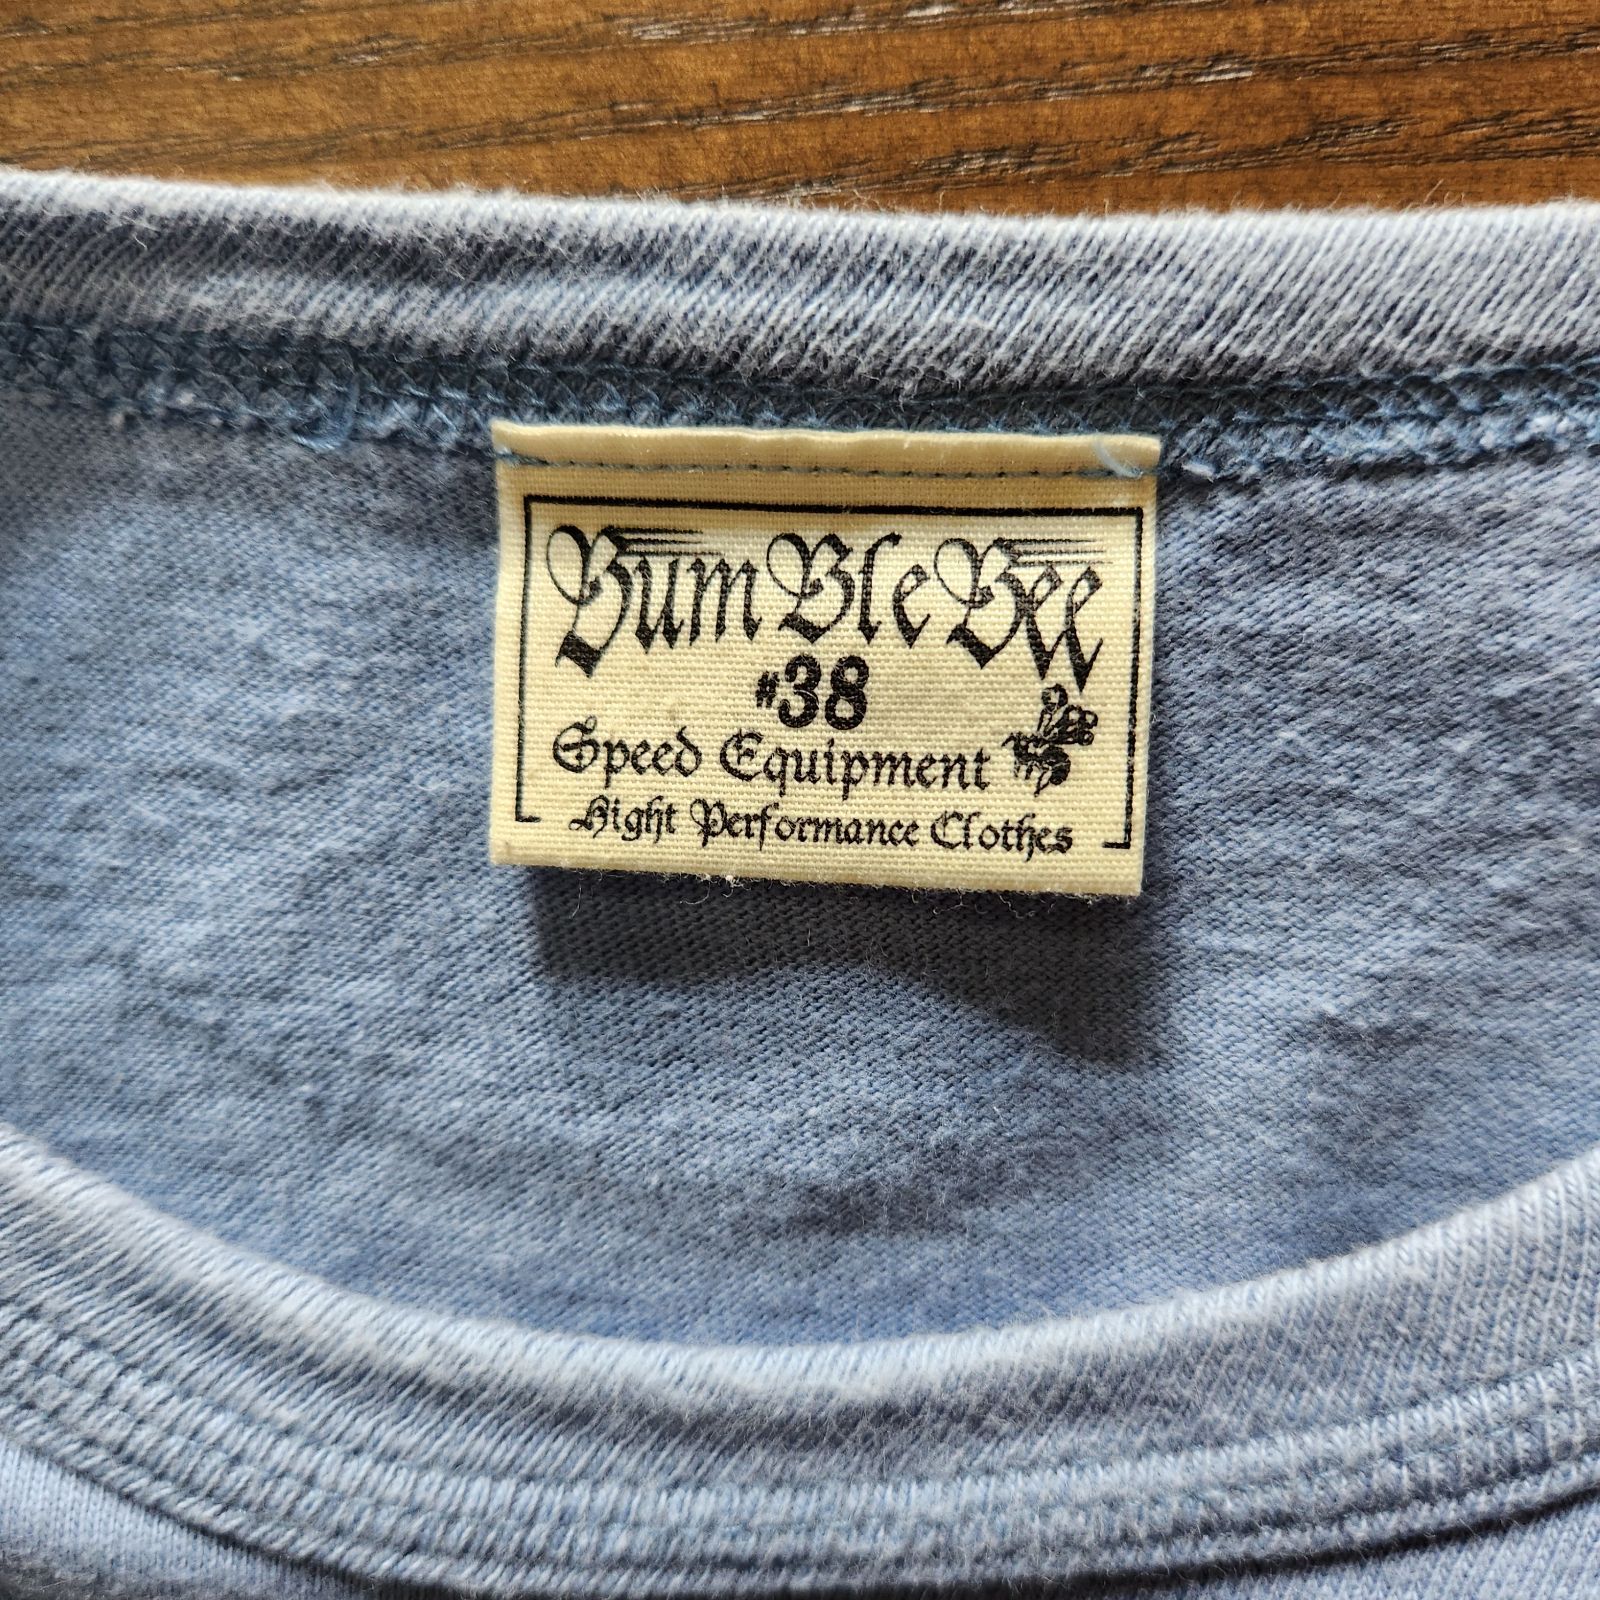 BumBleBee
#38
Speed Equipment
Hight Performance Clothes